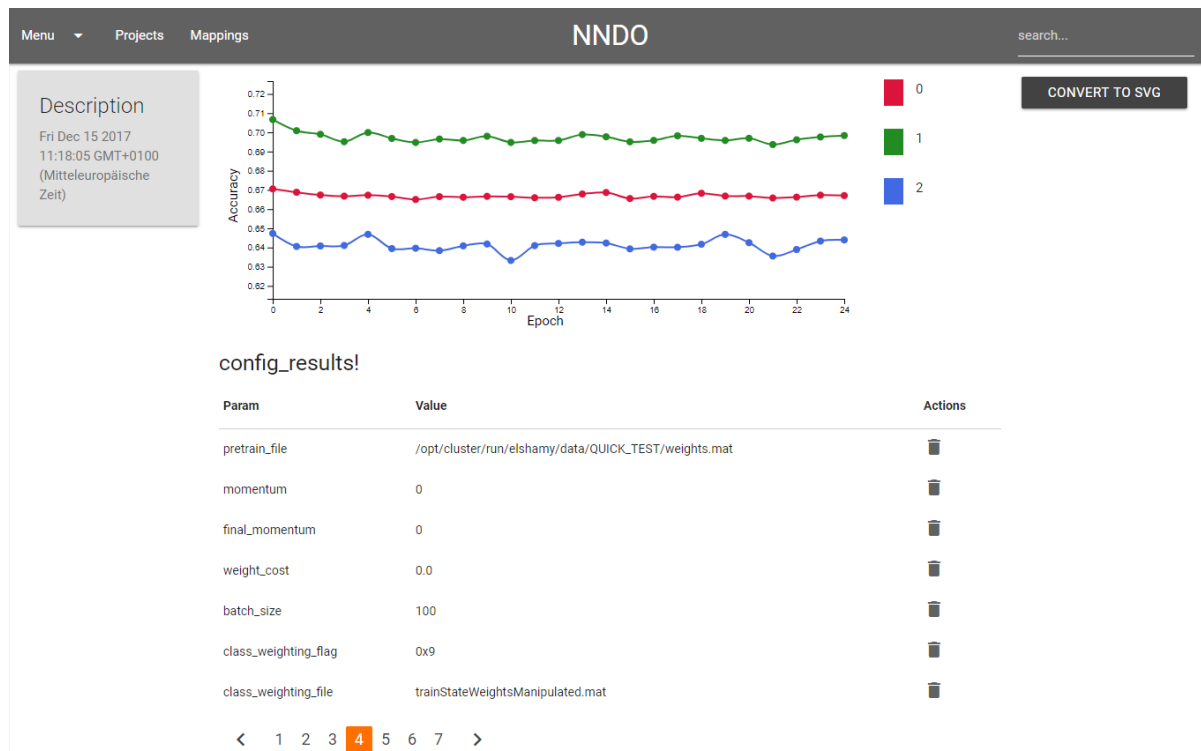 Menu Projects Mappings NNDO search...
Description
Fri Dec 15 2017
11:18:05 GMT+0100
(Mitteleuropäische
Zeit)
0.72
0.71
0.70
0.69
0.68
0.67
0.66
0.65
0.64
0.63
0.62
Accuracy
0 2 4 6 8 10 12 14 16 18 20 22 24
Epoch
0
1
2
CONVERT TO SVG
config_results!
Param Value Actions
pretrain_file /opt/cluster/run/elshamy/data/QUICK_TEST/weights.mat
momentum 0
final_momentum 0
weight_cost 0.0
batch_size 100
class_weighting_flag 0x9
class_weighting_file trainStateWeightsManipulated.mat
1 2 3 4 5 6 7